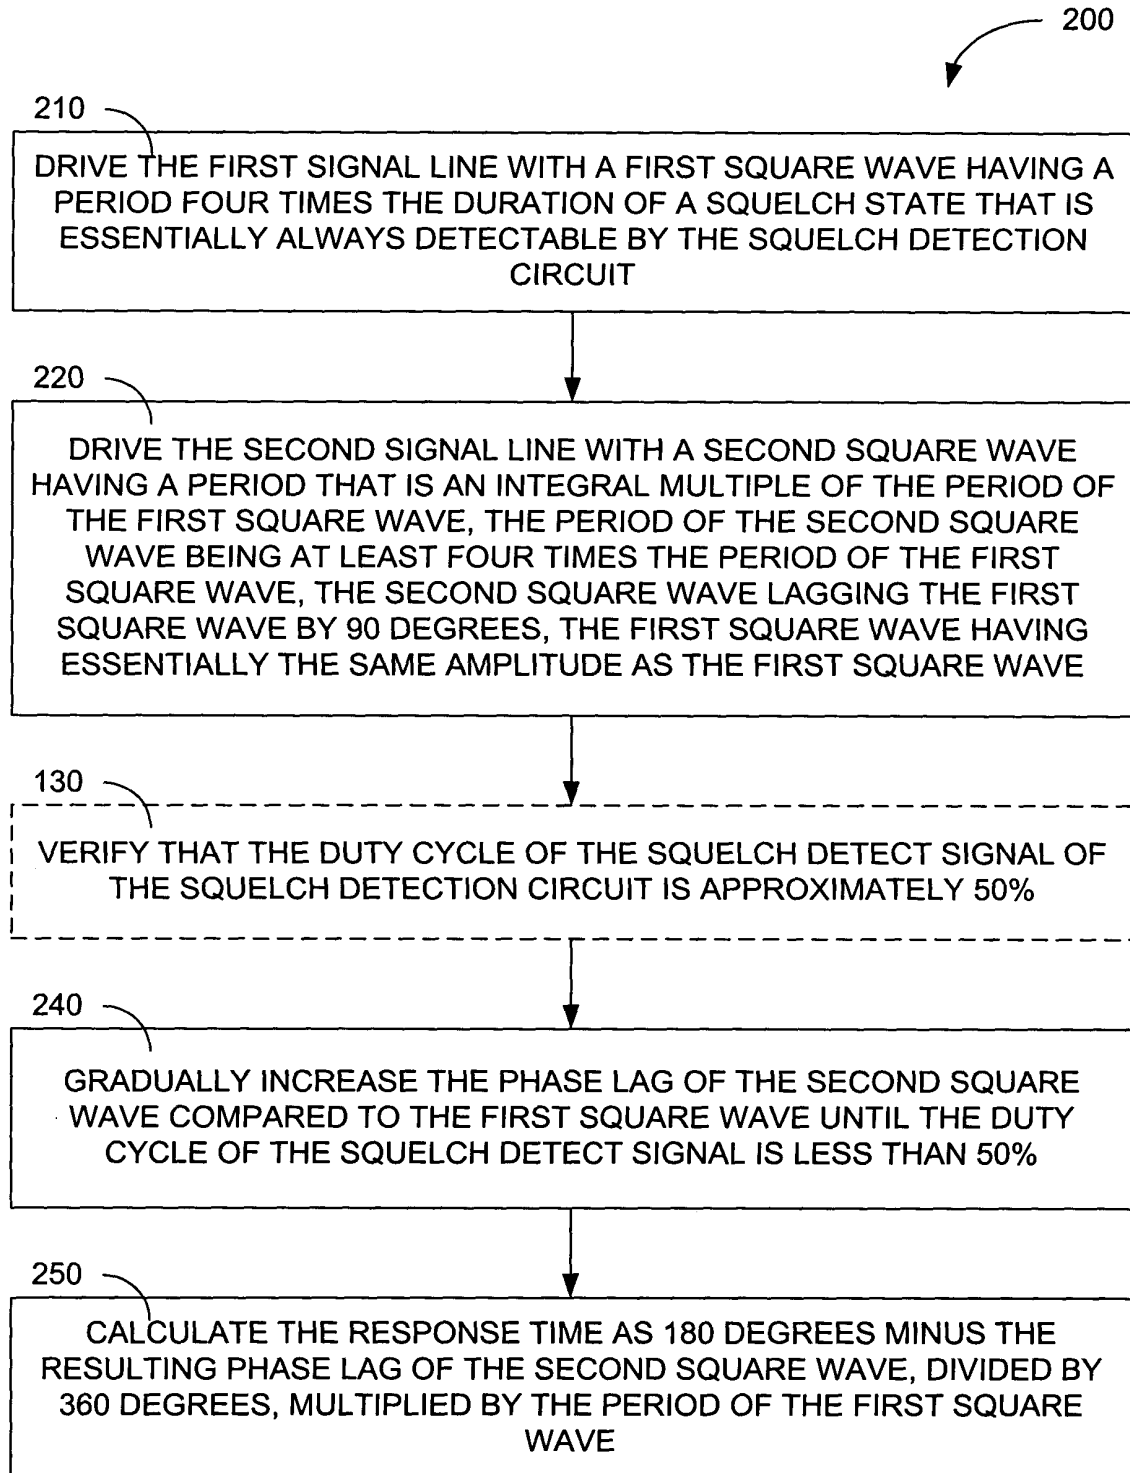 200
210
DRIVE THE FIRST SIGNAL LINE WITH A FIRST SQUARE WAVE HAVING A
PERIOD FOUR TIMES THE DURATION OF A SQUELCH STATE THAT IS
ESSENTIALLY ALWAYS DETECTABLE BY THE SQUELCH DETECTION
CIRCUIT
220
DRIVE THE SECOND SIGNAL LINE WITH A SECOND SQUARE WAVE
HAVING A PERIOD THAT IS AN INTEGRAL MULTIPLE OF THE PERIOD OF
THE FIRST SQUARE WAVE, THE PERIOD OF THE SECOND SQUARE
WAVE BEING AT LEAST FOUR TIMES THE PERIOD OF THE FIRST
SQUARE WAVE, THE SECOND SQUARE WAVE LAGGING THE FIRST
SQUARE WAVE BY 90 DEGREES, THE FIRST SQUARE WAVE HAVING
ESSENTIALLY THE SAME AMPLITUDE AS THE FIRST SQUARE WAVE
130
VERIFY THAT THE DUTY CYCLE OF THE SQUELCH DETECT SIGNAL OF
THE SQUELCH DETECTION CIRCUIT IS APPROXIMATELY 50%
240
GRADUALLY INCREASE THE PHASE LAG OF THE SECOND SQUARE
WAVE COMPARED TO THE FIRST SQUARE WAVE UNTIL THE DUTY
CYCLE OF THE SQUELCH DETECT SIGNAL IS LESS THAN 50%
250
CALCULATE THE RESPONSE TIME AS 180 DEGREES MINUS THE
RESULTING PHASE LAG OF THE SECOND SQUARE WAVE, DIVIDED BY
360 DEGREES, MULTIPLIED BY THE PERIOD OF THE FIRST SQUARE
WAVE